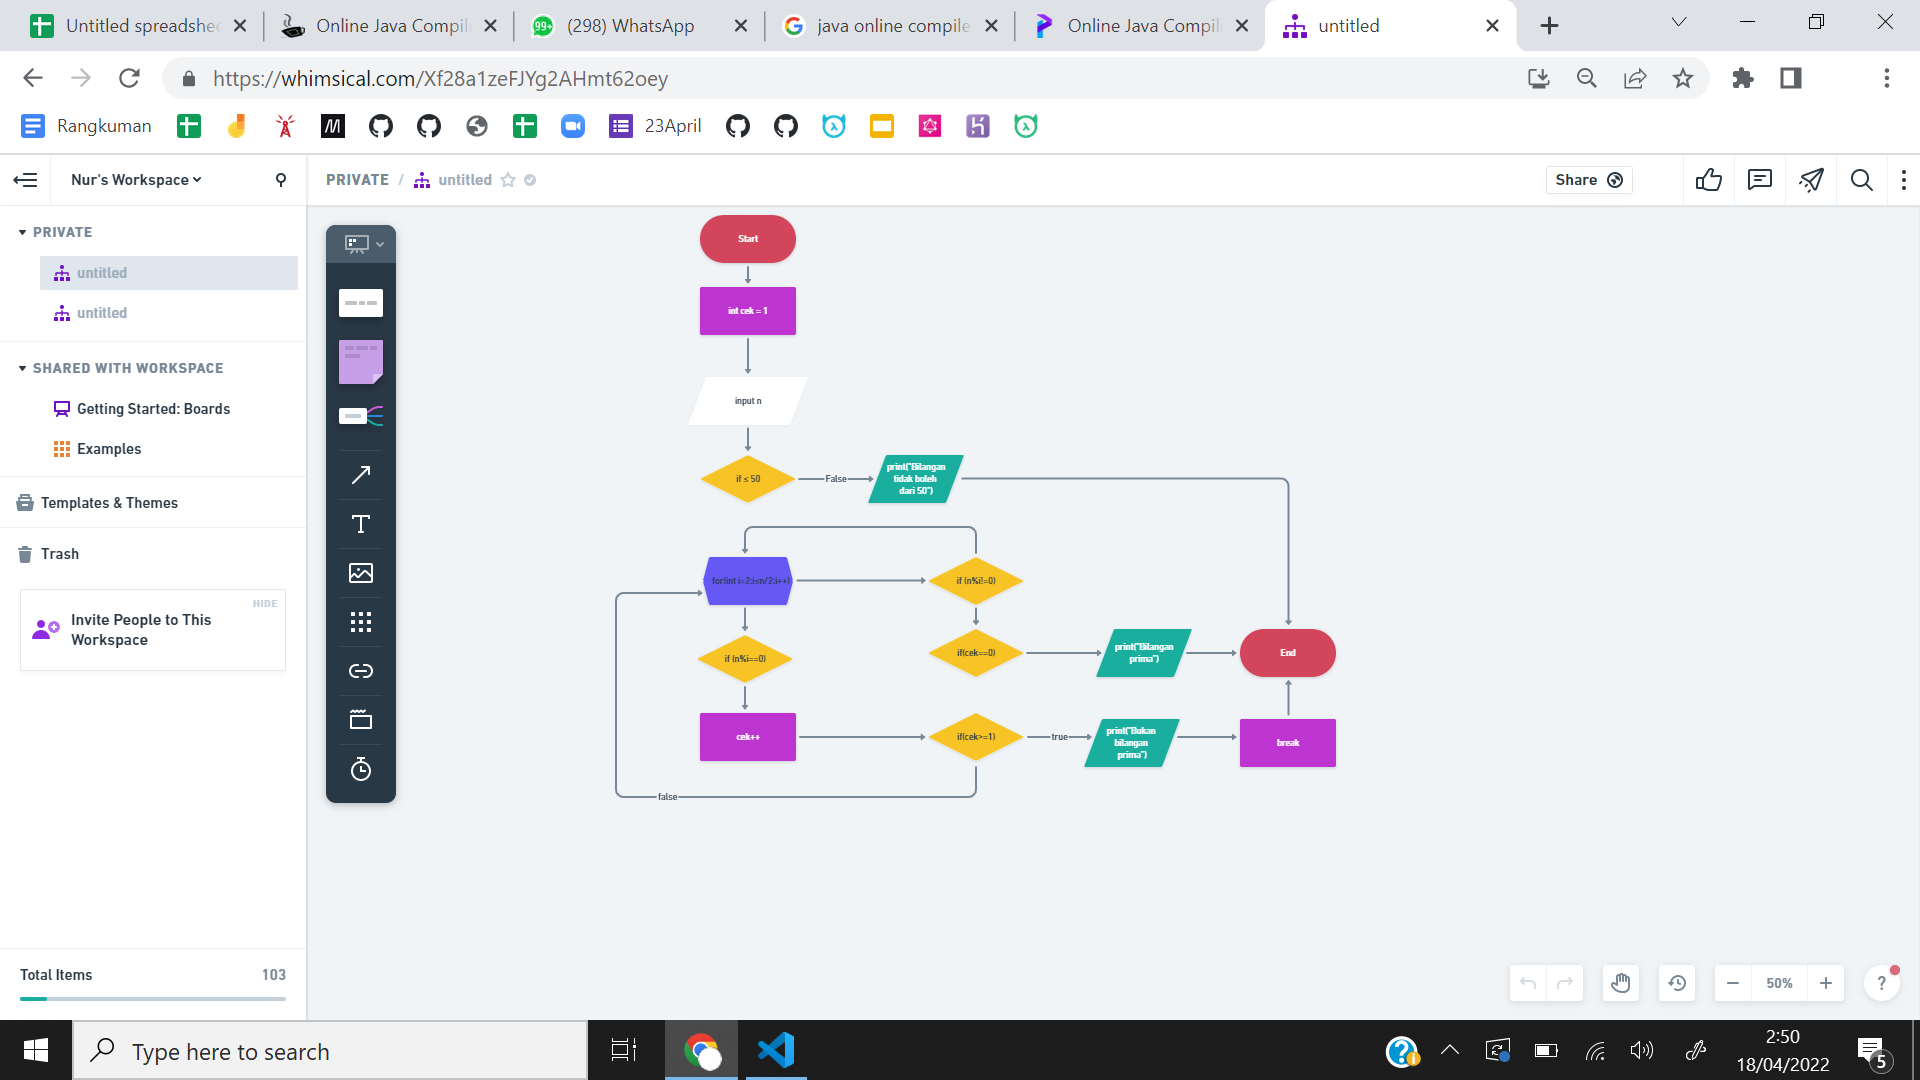 Untitled spreadshee
Online Java Compil
(298) WhatsApp
java online compile
Online Java Compile
untitled
https://whimsical.com/Xf28a1zeFJYg2AHmt62oey
Rangkuman
23April
Nur's Workspace
PRIVATE / untitled
Share
PRIVATE
untitled
untitled
SHARED WITH WORKSPACE
Getting Started: Boards
Examples
Templates & Themes
Trash
HIDE
Invite People to This
Workspace
Total Items 103
Start
int cek = 1
input n
if ≤ 50
False
print("Bilangan
tidak boleh
dari 50")
for(int i=2;i≤n/2;i++)
if (n%i!=0)
if (n%i==0)
if(cek==0)
print("Bilangan
prima")
End
cek++
if(cek>=1)
true
print("Bukan
bilangan
prima")
break
false
50%
?
Type here to search
2:50
18/04/2022
5